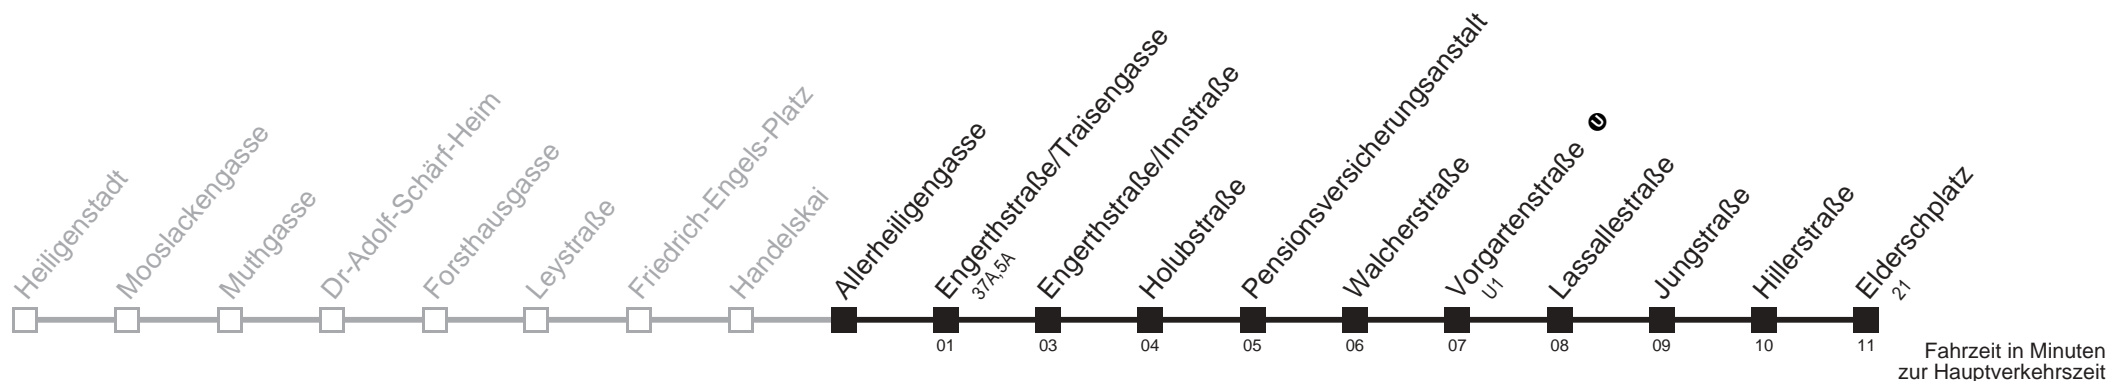 Heiligenstadt
Mooslackengasse
Muthgasse
Dr-Adolf-Schärf-Heim
Forsthausgasse
Leystraße
Friedrich-Engels-Platz
Handelskai
Allerheiligengasse
Engerthstraße/Traisengasse
37A,5A
Engerthstraße/Innstraße
Holubstraße
Pensionsversicherungsanstalt
Walcherstraße
Vorgartenstraße U
U1
Lassallestraße
Jungstraße
Hillerstraße
Elderschplatz
21
01 03 04 05 06 07 08 09 10 11
Fahrzeit in Minuten
zur Hauptverkehrszeit